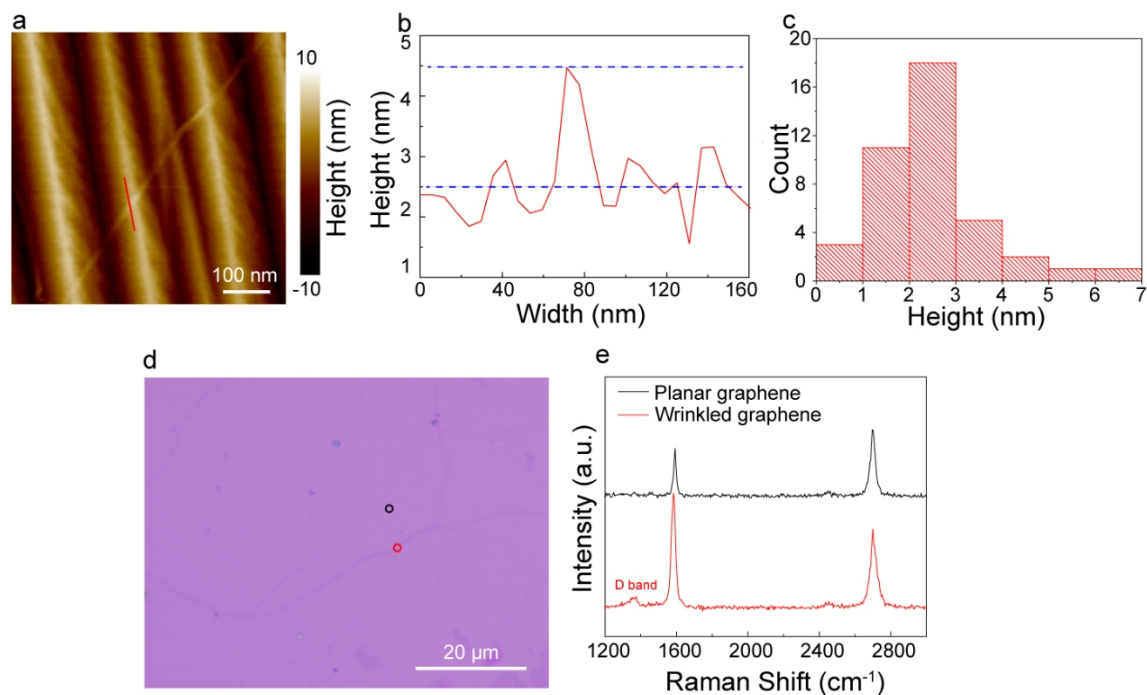 a
10
-10
Height (nm)
100 nm
b
5
4
3
2
1
Height (nm)
0 40 80 120 160
Width (nm)
c
20
16
12
8
4
0
Count
0 1 2 3 4 5 6 7
Height (nm)
d
20 µm
e
Planar graphene
Wrinkled graphene
D band
Intensity (a.u.)
1200 1600 2000 2400 2800
Raman Shift (cm⁻¹)